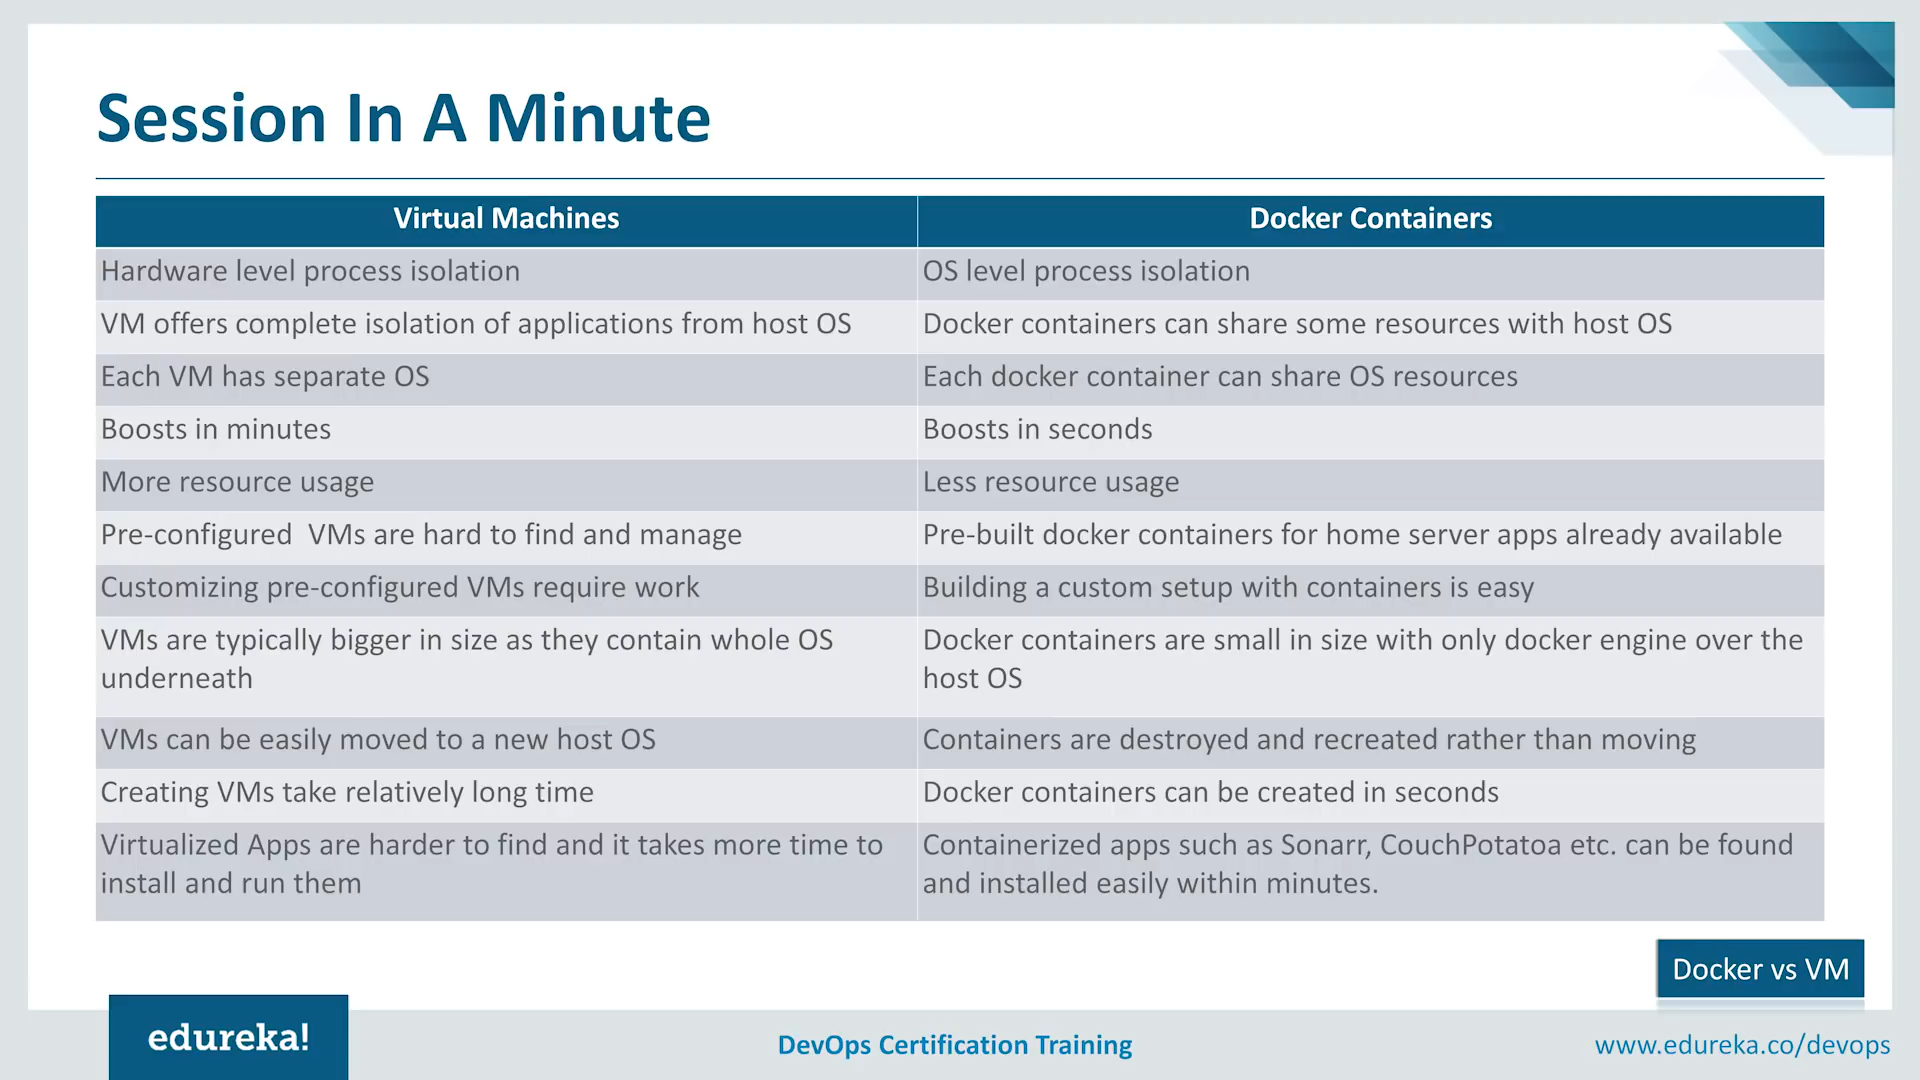 Session In A Minute
Virtual Machines
Docker Containers
Hardware level process isolation
OS level process isolation
VM offers complete isolation of applications from host OS
Docker containers can share some resources with host OS
Each VM has separate OS
Each docker container can share OS resources
Boosts in minutes
Boosts in seconds
More resource usage
Less resource usage
Pre-configured  VMs are hard to find and manage
Pre-built docker containers for home server apps already available
Customizing pre-configured VMs require work
Building a custom setup with containers is easy
VMs are typically bigger in size as they contain whole OS
underneath
Docker containers are small in size with only docker engine over the
host OS
VMs can be easily moved to a new host OS
Containers are destroyed and recreated rather than moving
Creating VMs take relatively long time
Docker containers can be created in seconds
Virtualized Apps are harder to find and it takes more time to
install and run them
Containerized apps such as Sonarr, CouchPotatoa etc. can be found
and installed easily within minutes.
Docker vs VM
edureka!
DevOps Certification Training
www.edureka.co/devops